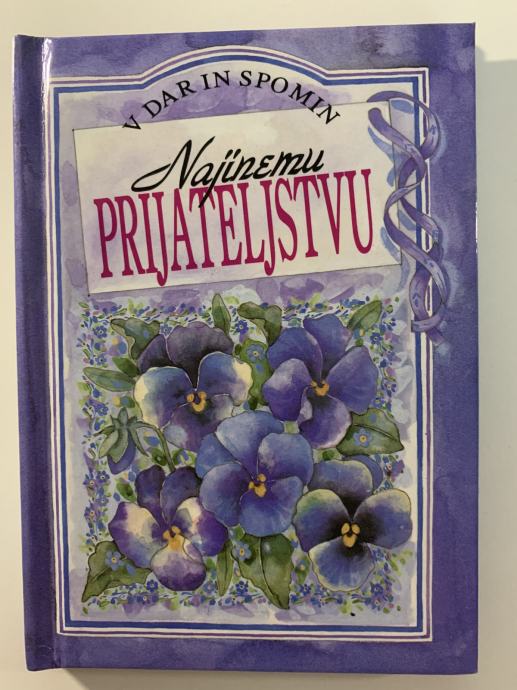 V DAR IN SPOMIN
Najinemu
PRIJATELJSTVU